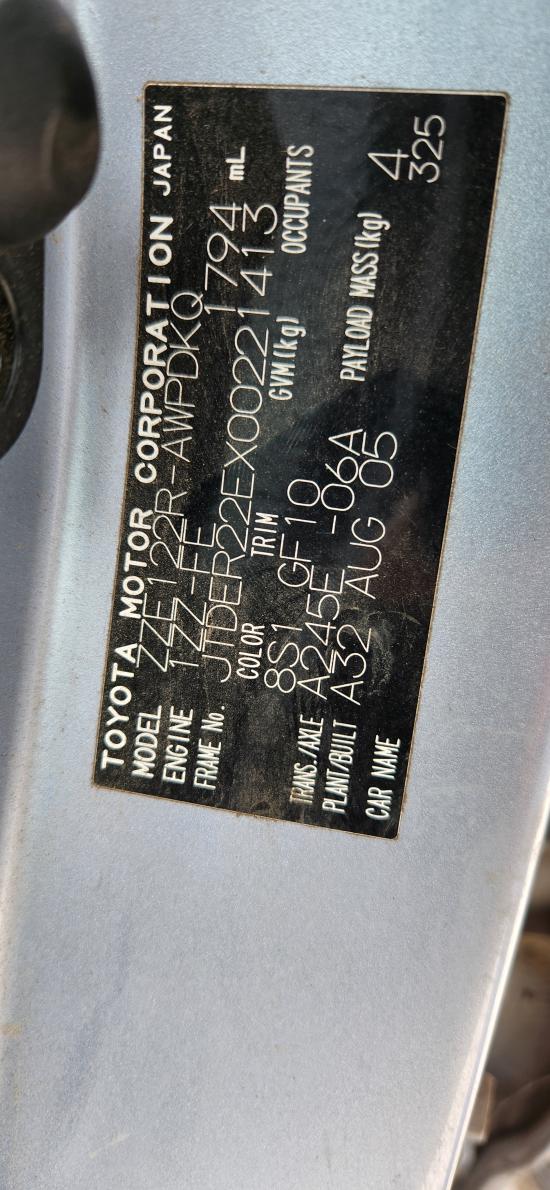 TOYOTA MOTOR CORPORATION JAPAN
MODEL ZZE122R-AWPDKQ
ENGINE 1ZZ-FE 1794 mL
FRAME No. JTDER22EX00221413
COLOR TRIM GVM(kg) OCCUPANTS
8S1 GF10 4
TRANS./AXLE A245E -06A PAYLOAD MASS(kg) 325
PLANT/BUILT A32 AUG 05
CAR NAME